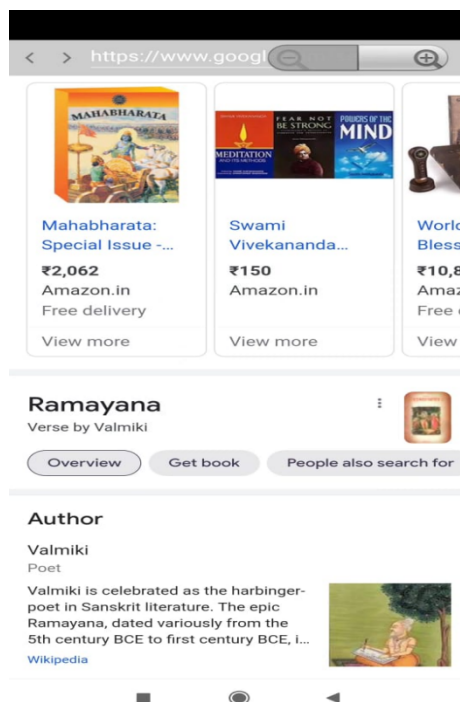 https://www.googl
MAHABHARATA
MEDITATION
AND ITS METHODS
FEAR NOT
BE STRONG
POWERS OF THE
MIND
Mahabharata:
Special Issue -...
₹2,062
Amazon.in
Free delivery
View more
Swami
Vivekananda...
₹150
Amazon.in
View more
World
Bless
₹10,8
Amaz
Free
View
Ramayana
Verse by Valmiki
Overview
Get book
People also search for
Author
Valmiki
Poet
Valmiki is celebrated as the harbinger-
poet in Sanskrit literature. The epic
Ramayana, dated variously from the
5th century BCE to first century BCE, i...
Wikipedia